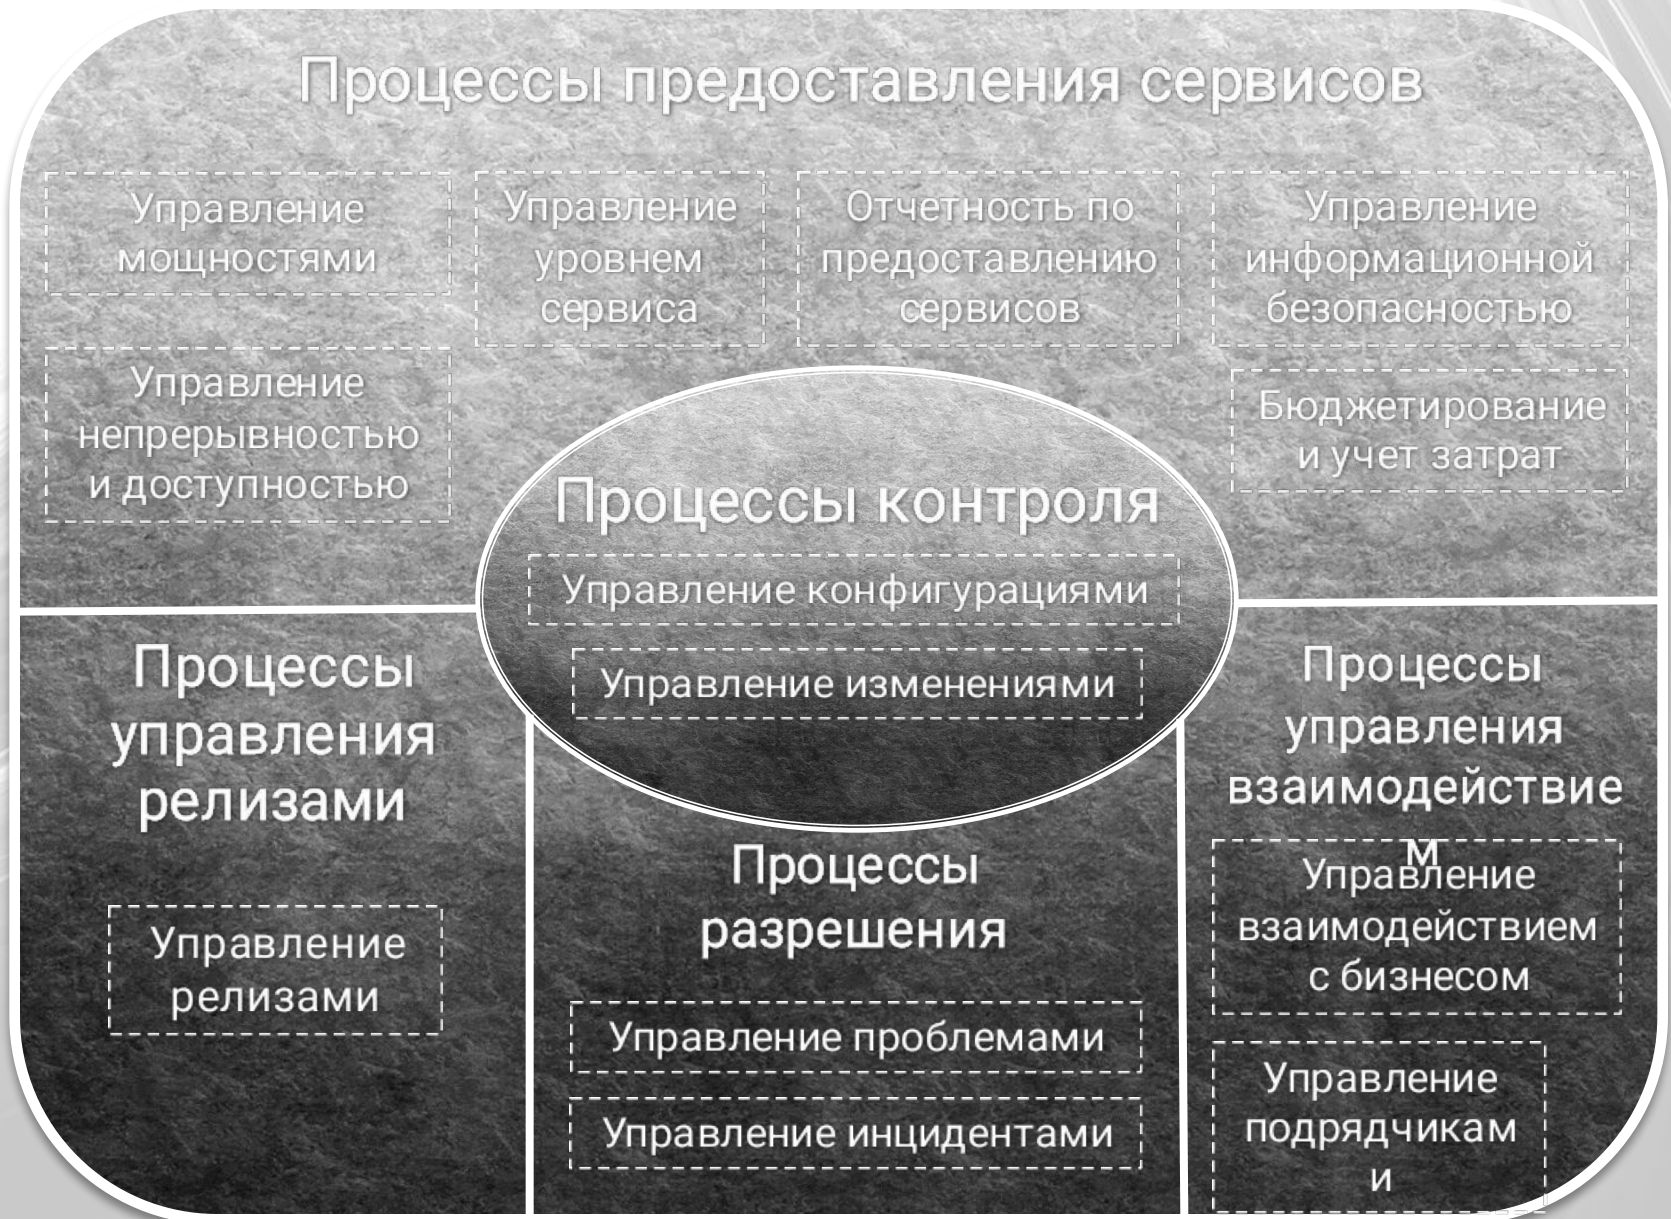 Процессы предоставления сервисов
Управление
мощностями
Управление
уровнем
сервиса
Отчетность по
предоставлению
сервисов
Управление
информационной
безопасностью
Управление
непрерывностью
и доступностью
Бюджетирование
и учет затрат
Процессы контроля
Управление конфигурациями
Управление изменениями
Процессы
управления
релизами
Управление
релизами
Процессы
разрешения
Управление проблемами
Управление инцидентами
Процессы
управления
взаимодействие
м
Управление
взаимодействием
с бизнесом
Управление
подрядчикам
и